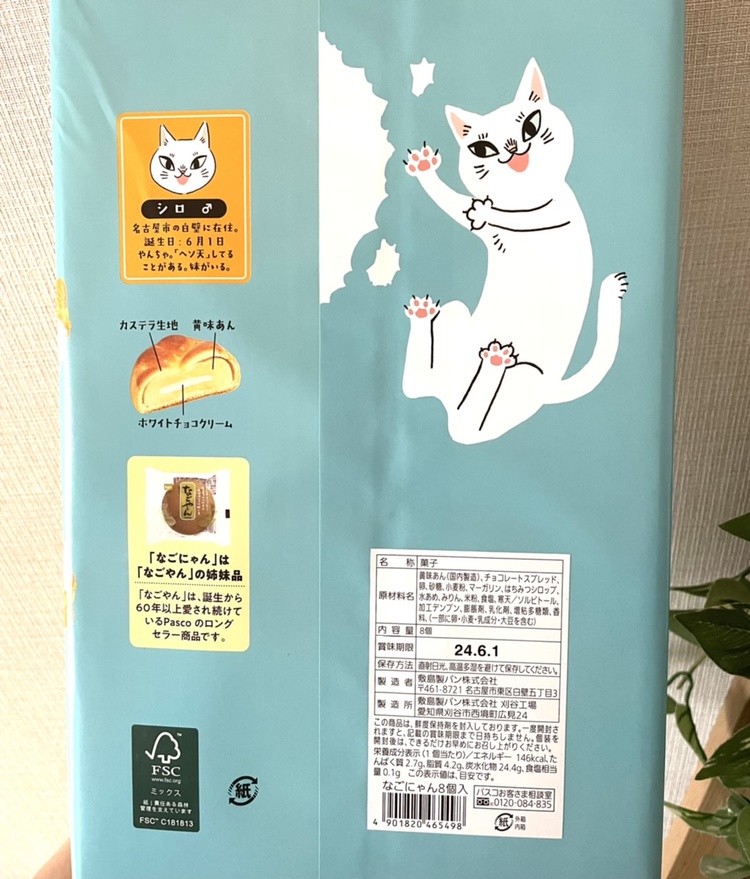 シロ ♂
名古屋市の白壁に在住。
誕生日:6月1日
やんちゃ。「ヘソ天」してる
ことがある。妹がいる。
カステラ生地 黄味あん
ホワイトチョコクリーム
なごやん
「なごにゃん」は
「なごやん」の姉妹品
「なごやん」は、誕生から
60年以上愛され続けて
いるPascoのロング
セラー商品です。
FSC
www.fsc.org
ミックス
紙|責任ある森林
管理を支えています
FSC™ C181813
紙
名 称 菓子
原材料名 黄味あん(国内製造)、チョコレートスプレッド、
卵、砂糖、小麦粉、マーガリン、はちみつシロップ、
水あめ、みりん、米粉、食塩、寒天/ソルビトール、
加工デンプン、膨脹剤、乳化剤、増粘多糖類、香
料、(一部に卵・小麦・乳成分・大豆を含む)
内 容 量 8個
賞味期限 24.6.1
保存方法 直射日光、高温多湿を避けて保存してください。
製 造 者 敷島製パン株式会社
〒461-8721 名古屋市東区白壁五丁目3
製 造 所 敷島製パン株式会社 刈谷工場
愛知県刈谷市西境町広見24
この商品は、鮮度保持剤を封入しております。一度開封さ
れますと、記載の賞味期限まで日持ちしません。個装を
開封後は、できるだけお早めにお召し上がりください。
栄養成分表示(1個当たり)/エネルギー 146kcal、た
んぱく質 2.7g、脂質 4.2g、炭水化物 24.4g、食塩相当
量 0.1g この表示値は、目安です。
なごにゃん8個入
パスコお客さま相談室
0120-084-835
4 901820 465498
紙 外箱
内箱